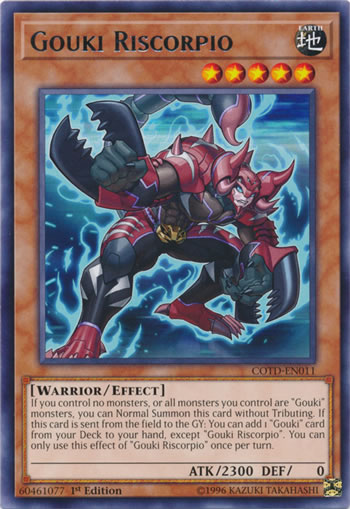 GOUKI RISCORPIO
EARTH
地
COTD-EN011
[WARRIOR/EFFECT]
If you control no monsters, or all monsters you control are "Gouki"
monsters, you can Normal Summon this card without Tributing. If
this card is sent from the field to the GY: You can add 1 "Gouki" card
from your Deck to your hand, except "Gouki Riscorpio". You can
only use this effect of "Gouki Riscorpio" once per turn.
ATK/2300 DEF/ 0
60461077 1st Edition ©1996 KAZUKI TAKAHASHI